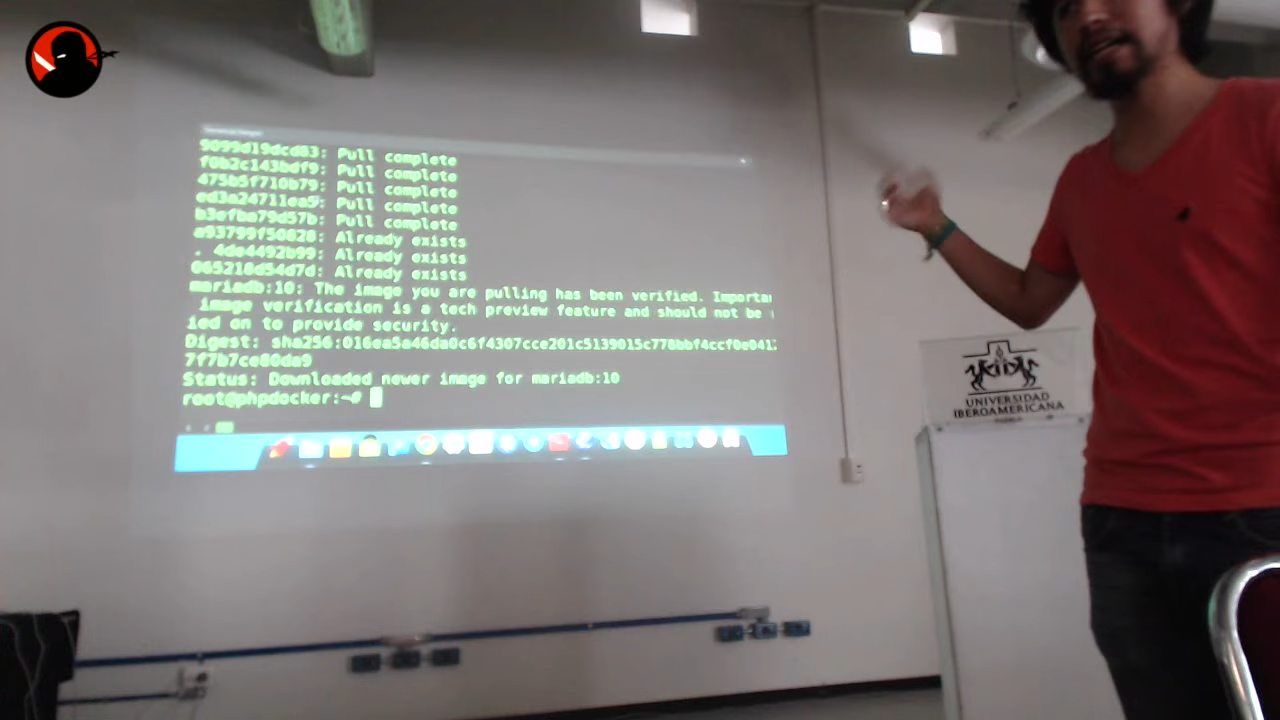 9099d19dcd83: Pull complete
f0b2c143bdf9: Pull complete
475b5f710b79: Pull complete
ed3a24711ea5: Pull complete
b3efba79d57b: Pull complete
a93799f50828: Already exists
4de4492b99: Already exists
065218d54d7d: Already exists
mariadb:10: The image you are pulling has been verified. Importan
image verification is a tech preview feature and should not be
ied on to provide security.
Digest: sha256:016ea5a46da0c6f4307cce201c5139015c778bbf4ccf0e0412
7f7b7ce80da9
Status: Downloaded newer image for mariadb:10
root@phpdocker:~#
UNIVERSIDAD
IBEROAMERICANA